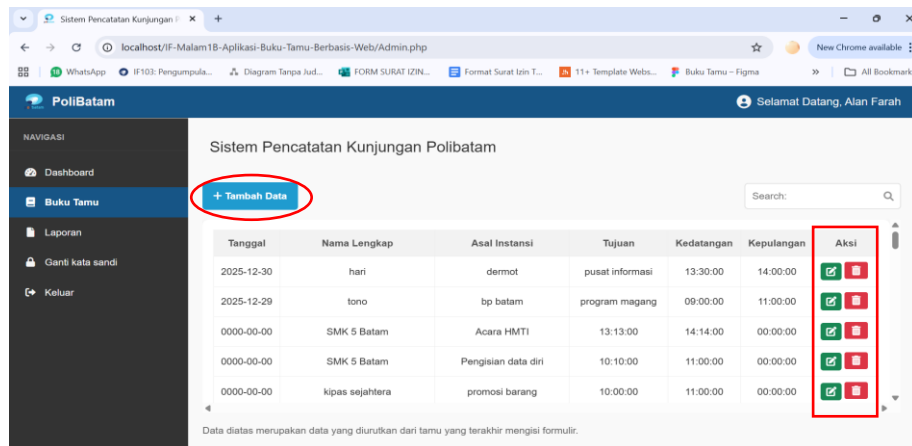 Sistem Pencatatan Kunjungan P
localhost/IF-Malam1B-Aplikasi-Buku-Tamu-Berbasis-Web/Admin.php
New Chrome available
WhatsApp IF103: Pengumpula... Diagram Tanpa Jud... FORM SURAT IZIN... Format Surat Izin T... 11+ Template Webs... Buku Tamu – Figma » All Bookmark
PoliBatam
Selamat Datang, Alan Farah
NAVIGASI
Dashboard
Buku Tamu
Laporan
Ganti kata sandi
Keluar
Sistem Pencatatan Kunjungan Polibatam
+ Tambah Data
Search:
Tanggal Nama Lengkap Asal Instansi Tujuan Kedatangan Kepulangan Aksi
2025-12-30 hari dermot pusat informasi 13:30:00 14:00:00
2025-12-29 tono bp batam program magang 09:00:00 11:00:00
0000-00-00 SMK 5 Batam Acara HMTI 13:13:00 14:14:00 00:00:00
0000-00-00 SMK 5 Batam Pengisian data diri 10:10:00 11:00:00 00:00:00
0000-00-00 kipas sejahtera promosi barang 10:00:00 11:00:00 00:00:00
Data diatas merupakan data yang diurutkan dari tamu yang terakhir mengisi formulir.